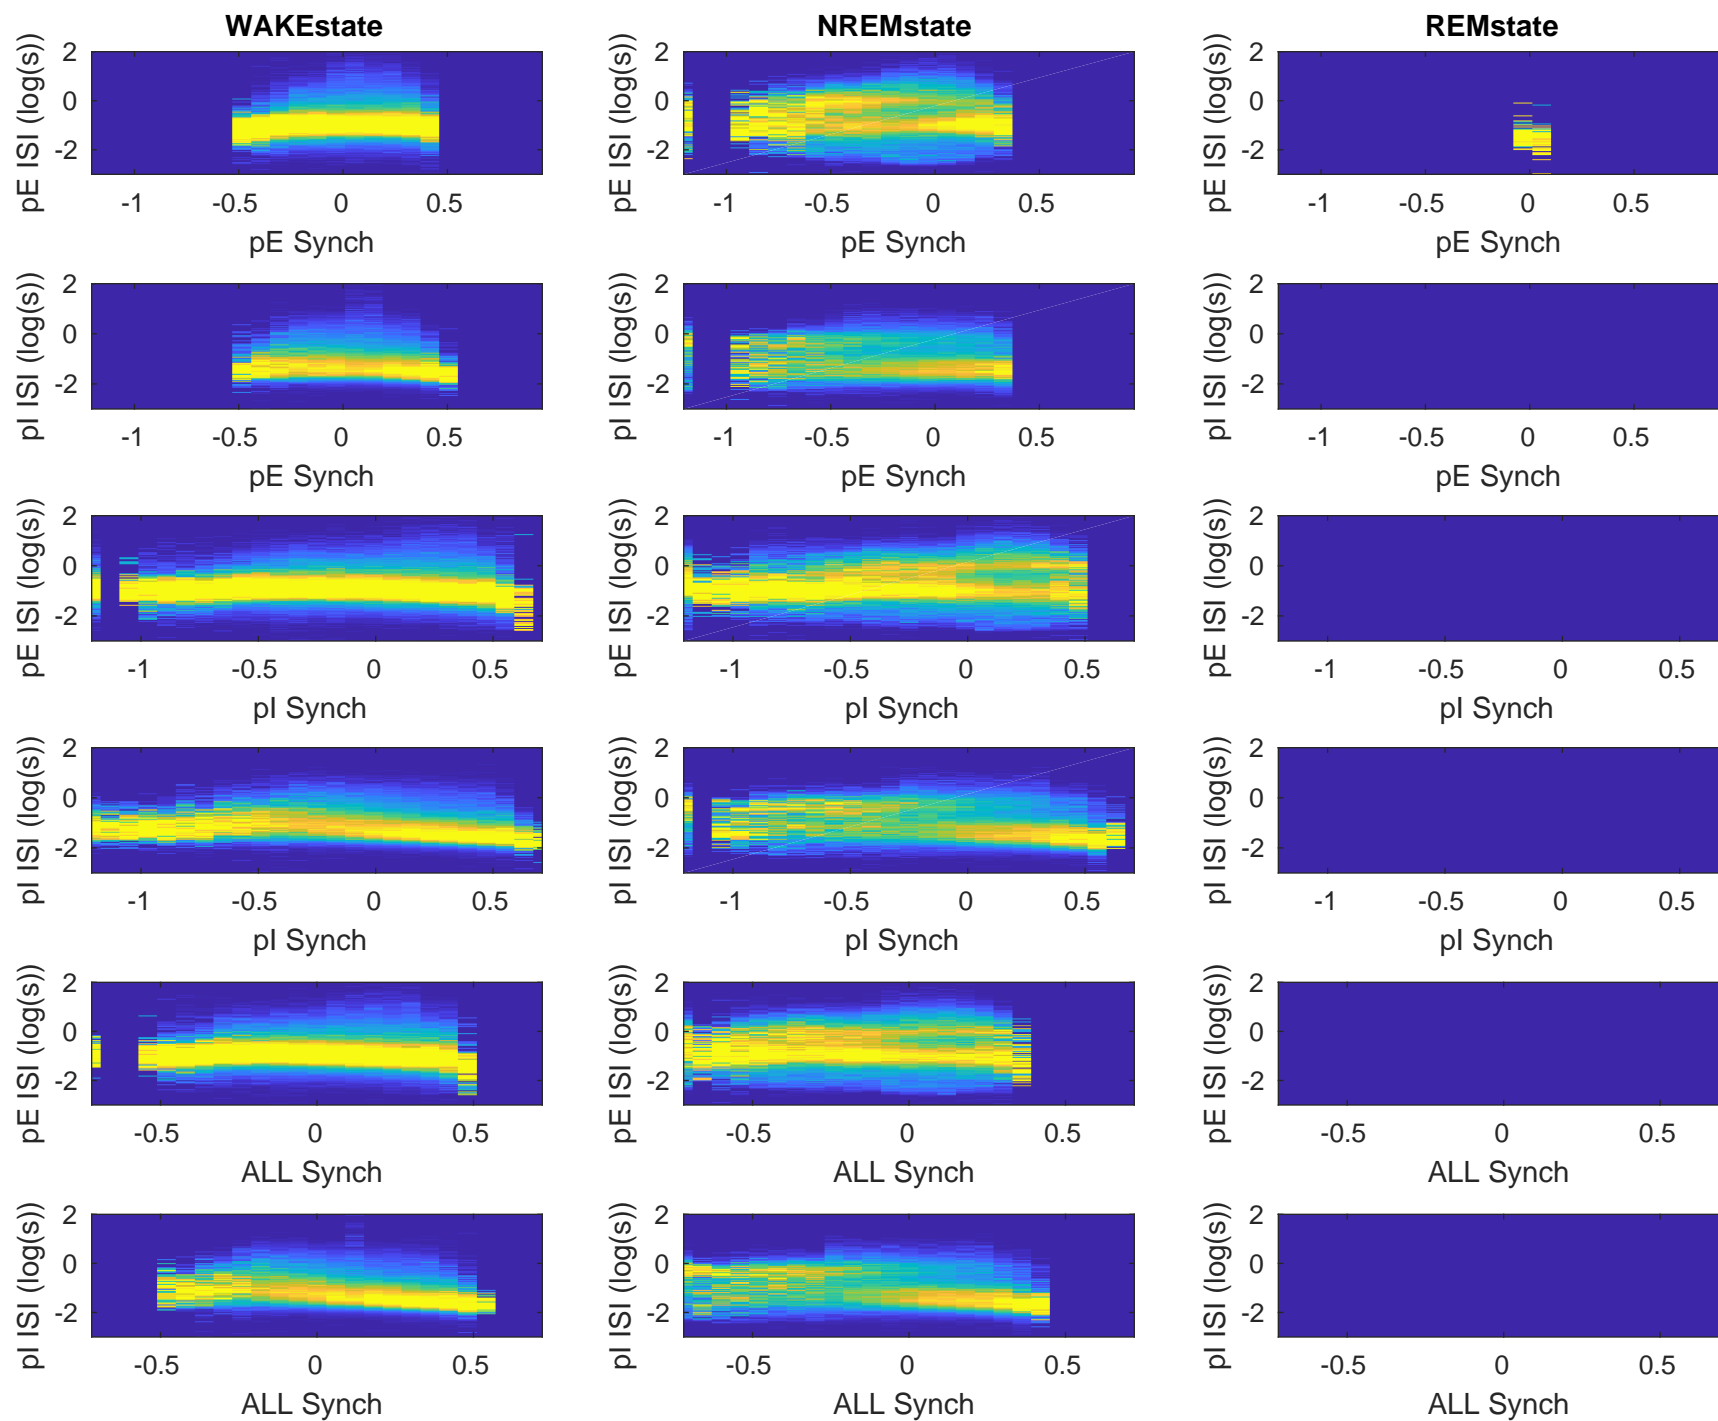 WAKEstate NREMstate REMstate
pE ISI (log(s)) 2 0 -2 pE ISI (log(s)) 2 0 -2 pE ISI (log(s)) 2 0 -2
-1 -0.5 0 0.5 -1 -0.5 0 0.5 -1 -0.5 0 0.5
pE Synch pE Synch pE Synch
pI ISI (log(s)) 2 0 -2 pI ISI (log(s)) 2 0 -2 pI ISI (log(s)) 2 0 -2
-1 -0.5 0 0.5 -1 -0.5 0 0.5 -1 -0.5 0 0.5
pE Synch pE Synch pE Synch
pE ISI (log(s)) 2 0 -2 pE ISI (log(s)) 2 0 -2 pE ISI (log(s)) 2 0 -2
-1 -0.5 0 0.5 -1 -0.5 0 0.5 -1 -0.5 0 0.5
pI Synch pI Synch pI Synch
pI ISI (log(s)) 2 0 -2 pI ISI (log(s)) 2 0 -2 pI ISI (log(s)) 2 0 -2
-1 -0.5 0 0.5 -1 -0.5 0 0.5 -1 -0.5 0 0.5
pI Synch pI Synch pI Synch
pE ISI (log(s)) 2 0 -2 pE ISI (log(s)) 2 0 -2 pE ISI (log(s)) 2 0 -2
-0.5 0 0.5 -0.5 0 0.5 -0.5 0 0.5
ALL Synch ALL Synch ALL Synch
pI ISI (log(s)) 2 0 -2 pI ISI (log(s)) 2 0 -2 pI ISI (log(s)) 2 0 -2
-0.5 0 0.5 -0.5 0 0.5 -0.5 0 0.5
ALL Synch ALL Synch ALL Synch